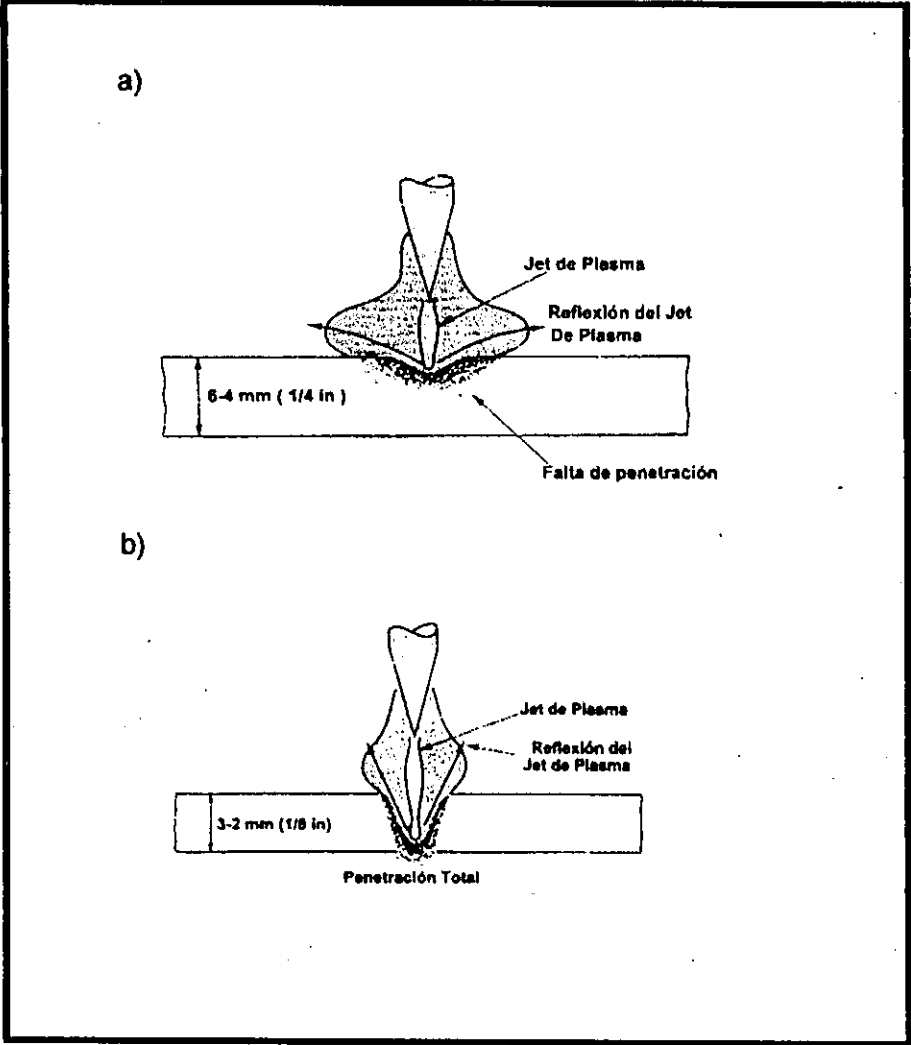 a)
Jet de Plasma
Reflexión del Jet
De Plasma
6-4 mm ( 1/4 in )
Falta de penetración
b)
Jet de Plasma
Reflexión del
Jet de Plasma
3-2 mm (1/8 in)
Penetración Total